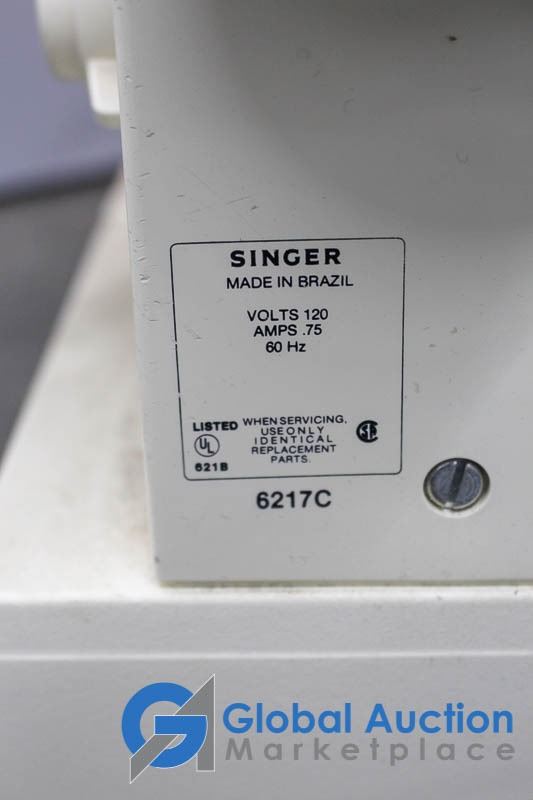 SINGER
MADE IN BRAZIL
VOLTS 120
AMPS .75
60 Hz
LISTED
UL
621B
WHEN SERVICING,
USE ONLY
IDENTICAL
REPLACEMENT
PARTS.
6217C
Global Auction
Marketplace